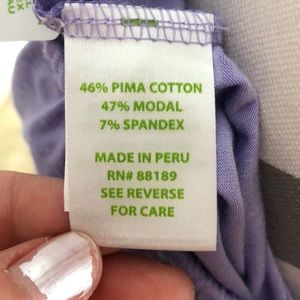 46% PIMA COTTON
47% MODAL
7% SPANDEX
MADE IN PERU
RN# 88189
SEE REVERSE
FOR CARE